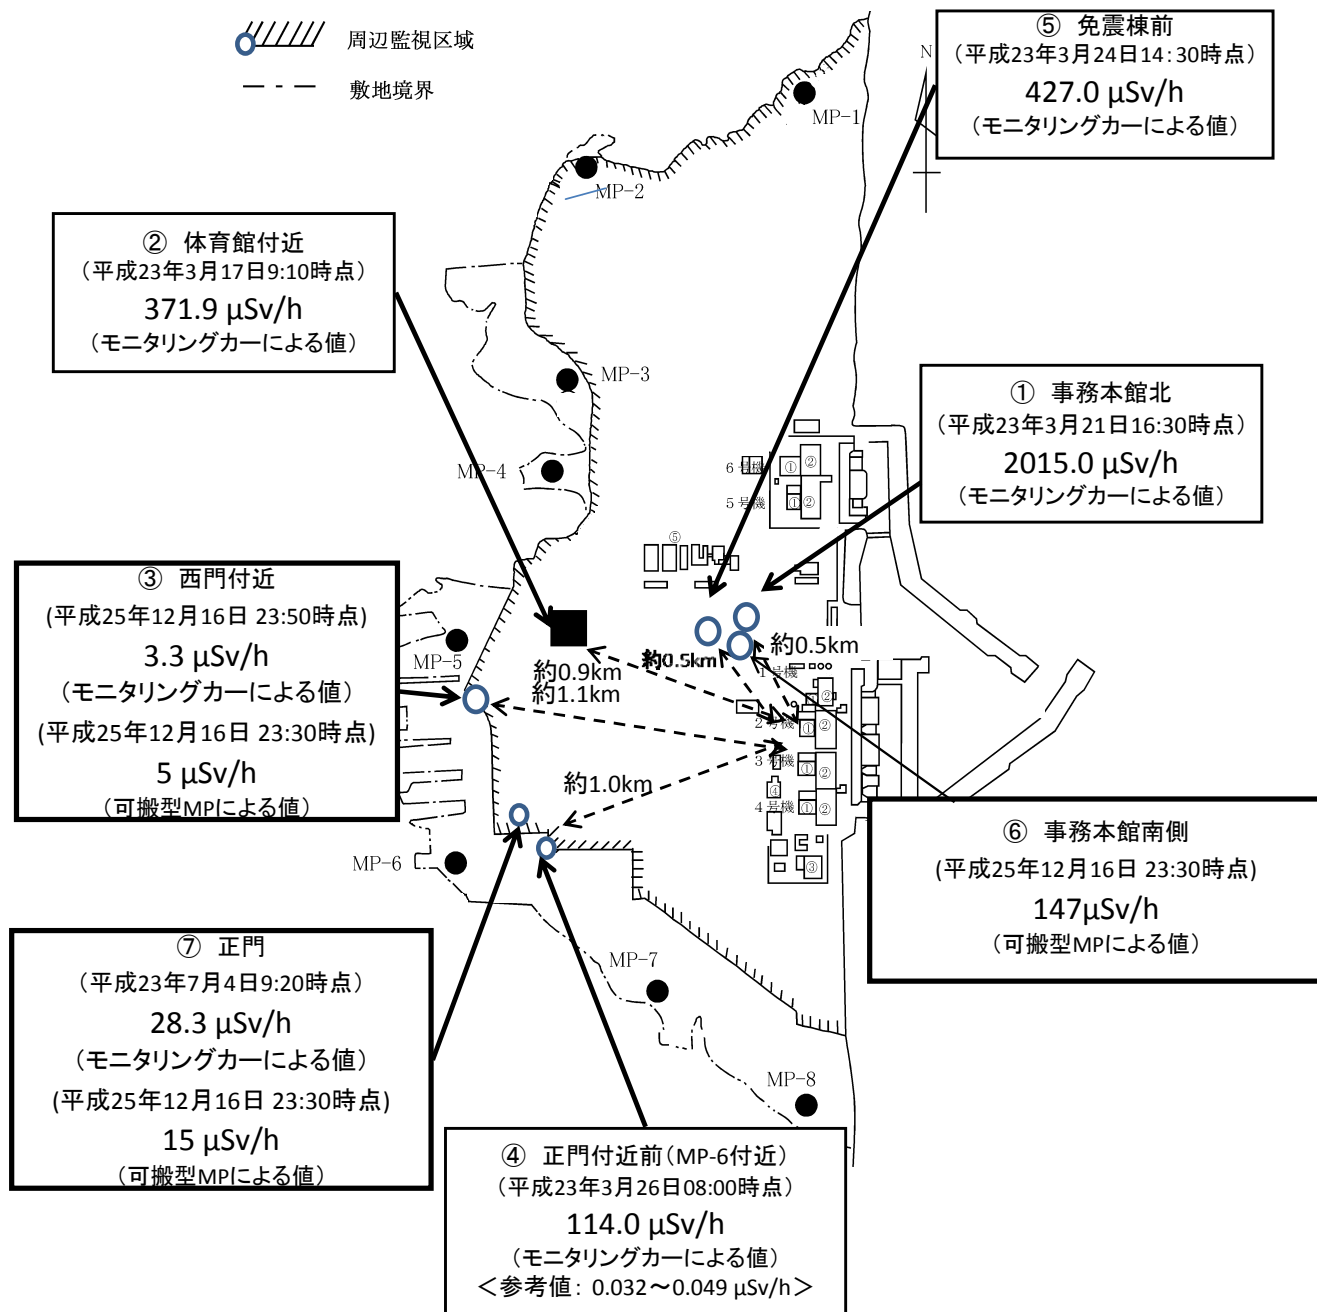 周辺監視区域
敷地境界
⑤ 免震棟前
(平成23年3月24日14:30時点)
427.0 μSv/h
(モニタリングカーによる値)
N
MP-1
MP-2
② 体育館付近
(平成23年3月17日9:10時点)
371.9 μSv/h
(モニタリングカーによる値)
MP-3
① 事務本館北
(平成23年3月21日16:30時点)
2015.0 μSv/h
(モニタリングカーによる値)
MP-4
6号機
① ②
5号機
① ②
⑤
③ 西門付近
(平成25年12月16日 23:50時点)
3.3 μSv/h
(モニタリングカーによる値)
(平成25年12月16日 23:30時点)
5 μSv/h
(可搬型MPによる値)
MP-5
約0.9km
約1.1km
約0.5km
約0.5km
1号機
②
2号機
① ②
3号機
① ②
約1.0km
④
4号機
① ②
③
MP-6
⑥ 事務本館南側
(平成25年12月16日 23:30時点)
147μSv/h
(可搬型MPによる値)
⑦ 正門
(平成23年7月4日9:20時点)
28.3 μSv/h
(モニタリングカーによる値)
(平成25年12月16日 23:30時点)
15 μSv/h
(可搬型MPによる値)
MP-7
MP-8
④ 正門付近前(MP-6付近)
(平成23年3月26日08:00時点)
114.0 μSv/h
(モニタリングカーによる値)
<参考値: 0.032～0.049 μSv/h>